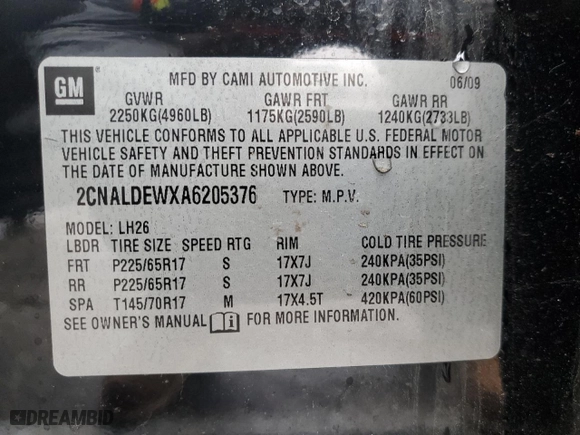 GM ® MFD BY CAMI AUTOMOTIVE INC. 06/09
GVWR GAWR FRT GAWR RR
2250KG(4960LB) 1175KG(2590LB) 1240KG(2733LB)
THIS VEHICLE CONFORMS TO ALL APPLICABLE U.S. FEDERAL MOTOR
VEHICLE SAFETY AND THEFT PREVENTION STANDARDS IN EFFECT ON
THE DATE OF MANUFACTURE SHOWN ABOVE.
2CNALDEWXA6205376 TYPE: M.P.V.
MODEL: LH26
LBDR TIRE SIZE SPEED RTG RIM COLD TIRE PRESSURE
FRT P225/65R17 S 17X7J 240KPA(35PSI)
RR P225/65R17 S 17X7J 240KPA(35PSI)
SPA T145/70R17 M 17X4.5T 420KPA(60PSI)
SEE OWNER'S MANUAL i FOR MORE INFORMATION.
DREAMBID